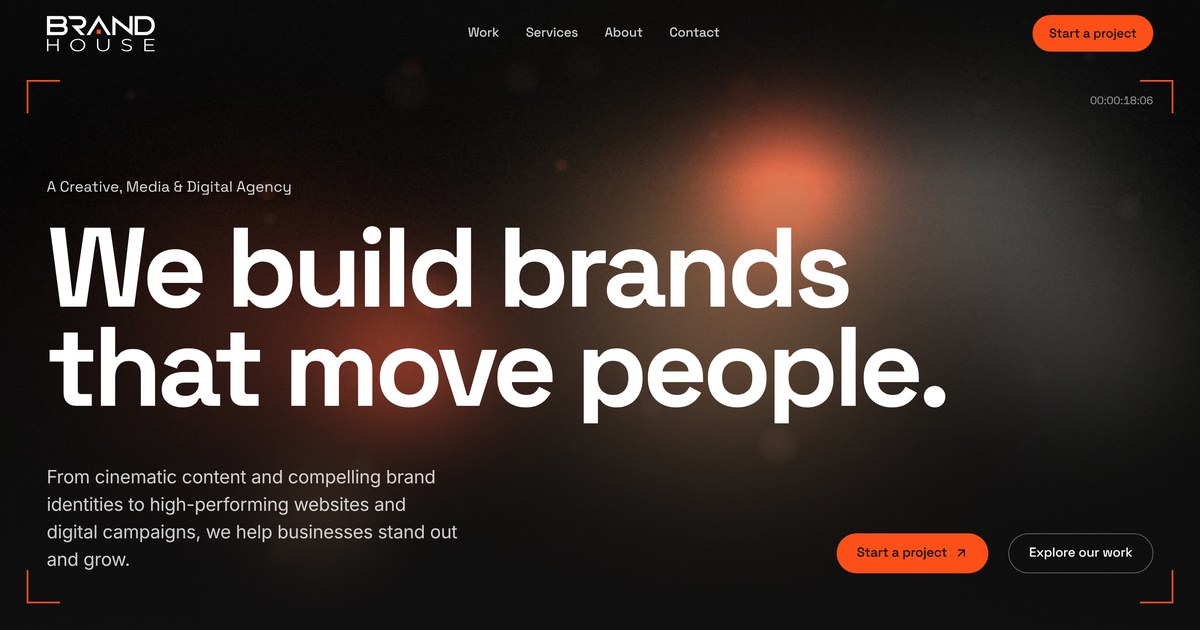 BRAND
HOUSE
Work
Services
About
Contact
Start a project
00:00:18:06
A Creative, Media & Digital Agency
We build brands
that move people.
From cinematic content and compelling brand
identities to high-performing websites and
digital campaigns, we help businesses stand out
and grow.
Start a project
Explore our work